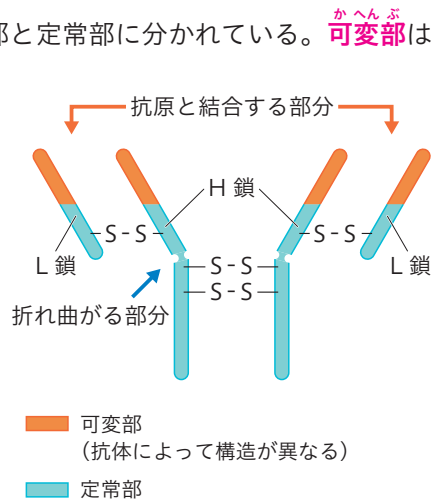 部と定常部に分かれている。可変部は
かへんぶ
抗原と結合する部分
H 鎖
S-S
S-S
L 鎖
S-S
L 鎖
S-S
折れ曲がる部分
可変部
(抗体によって構造が異なる)
定常部